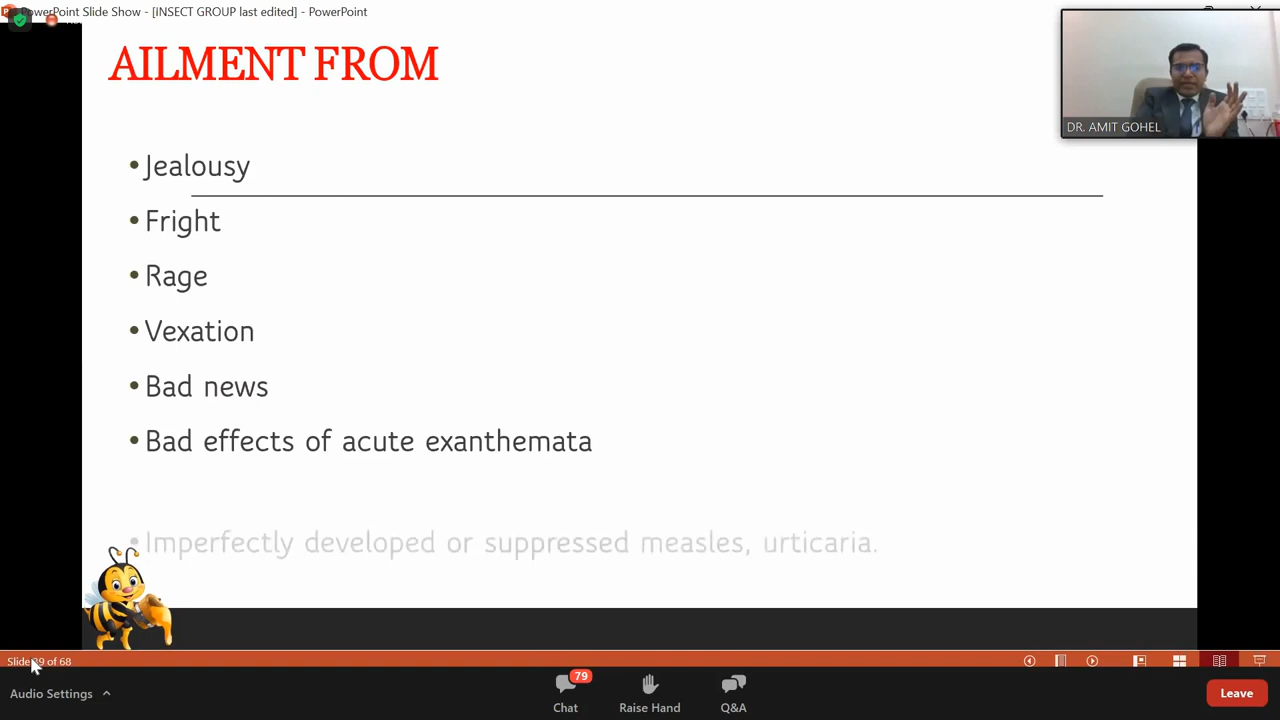 PowerPoint Slide Show - [INSECT GROUP last edited] - PowerPoint
AILMENT FROM
DR. AMIT GOHEL
• Jealousy
• Fright
• Rage
• Vexation
• Bad news
• Bad effects of acute exanthemata
• Imperfectly developed or suppressed measles, urticaria.
Slide 9 of 68
Audio Settings
79
Chat
Raise Hand
Q&A
Leave